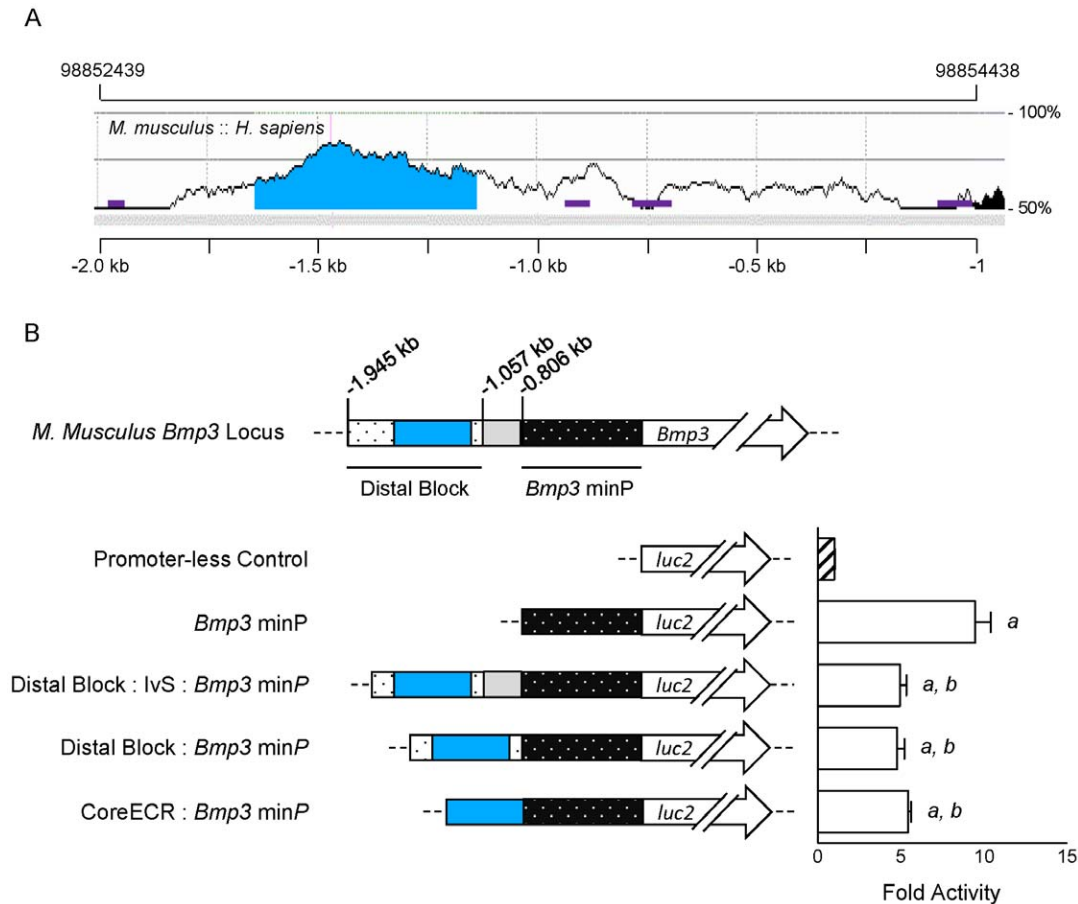 A
98852439 98854438
M. musculus :: H. sapiens
- 100%
- 50%
-2.0 kb -1.5 kb -1.0 kb -0.5 kb -1
B
-1.945 kb -1.057 kb -0.806 kb
M. Musculus Bmp3 Locus
Bmp3
Distal Block Bmp3 minP
Promoter-less Control luc2
Bmp3 minP luc2 a
Distal Block : IvS : Bmp3 minP luc2 a, b
Distal Block : Bmp3 minP luc2 a, b
CoreECR : Bmp3 minP luc2 a, b
0 5 10 15
Fold Activity